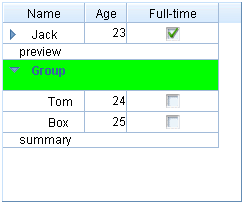 Name Age Full-time
Jack 23
preview
Group
Tom 24
Box 25
summary